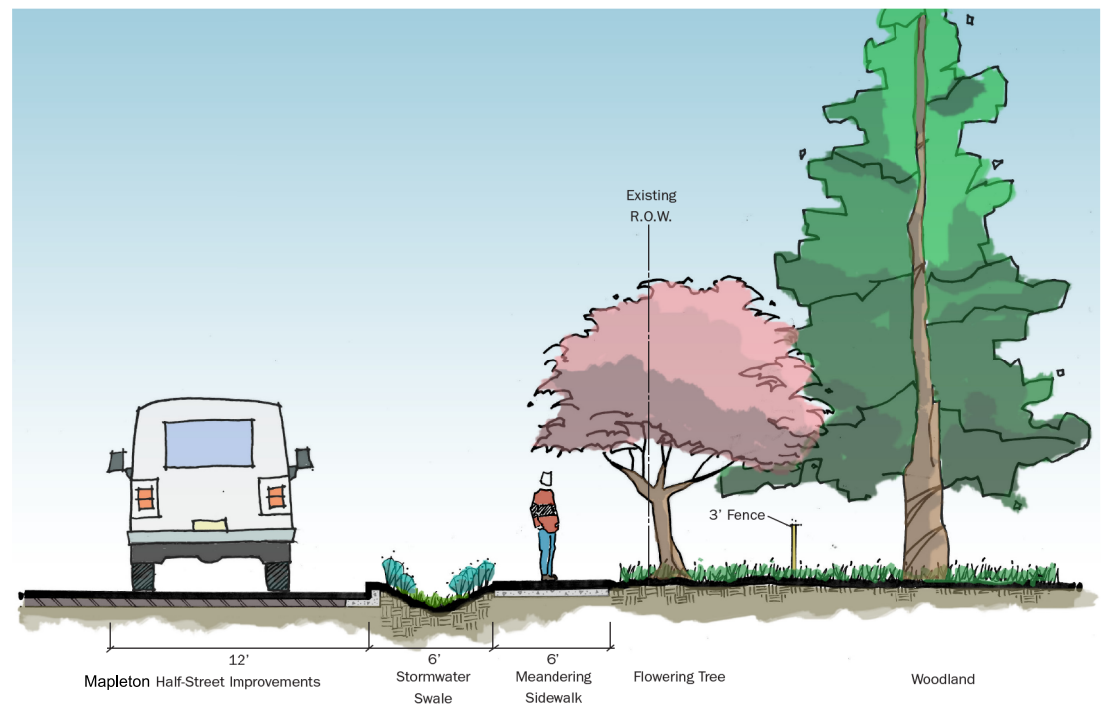 Existing
R.O.W.
3' Fence
12'
6'
6'
Mapleton Half-Street Improvements
Stormwater
Swale
Meandering
Sidewalk
Flowering Tree
Woodland